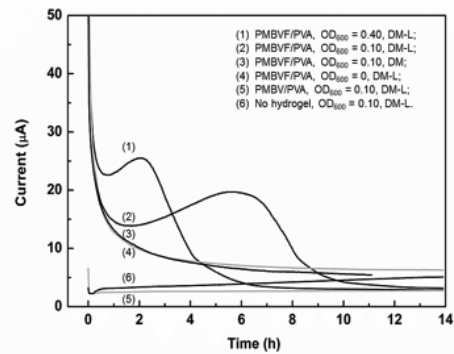 50
40
30
20
10
0
Current (μA)
(1) PMBVF/PVA, OD600 = 0.40, DM-L;
(2) PMBVF/PVA, OD600 = 0.10, DM-L;
(3) PMBVF/PVA, OD600 = 0.10, DM;
(4) PMBVF/PVA, OD600 = 0, DM-L;
(5) PMBV/PVA, OD600 = 0.10, DM-L;
(6) No hydrogel, OD600 = 0.10, DM-L.
(1)
(2)
(3)
(4)
(6)
(5)
0 2 4 6 8 10 12 14
Time (h)